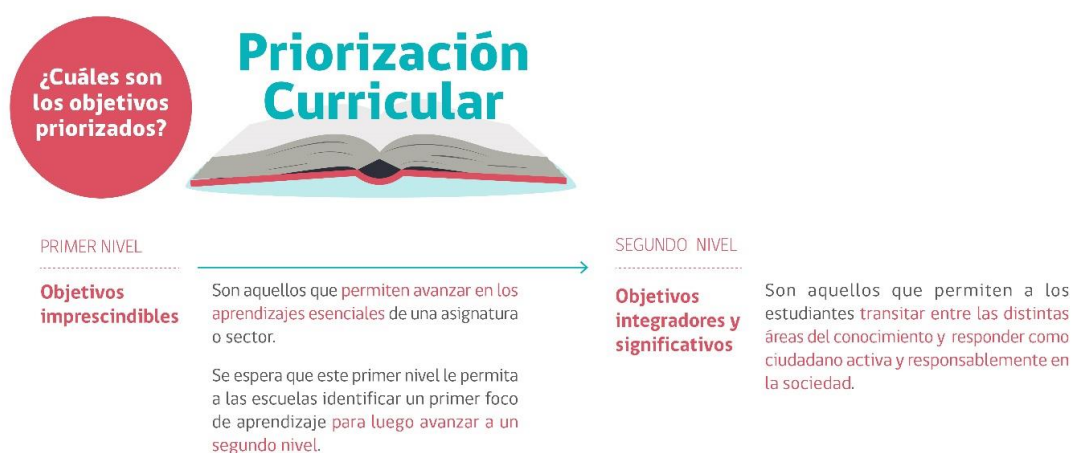 ¿Cuáles son
los objetivos
priorizados?
Priorización
Curricular
PRIMER NIVEL
Objetivos
imprescindibles
Son aquellos que permiten avanzar en los
aprendizajes esenciales de una asignatura
o sector.
Se espera que este primer nivel le permita
a las escuelas identificar un primer foco
de aprendizaje para luego avanzar a un
segundo nivel.
SEGUNDO NIVEL
Objetivos
integradores y
significativos
Son aquellos que permiten a los
estudiantes transitar entre las distintas
áreas del conocimiento y responder como
ciudadano activa y responsablemente en
la sociedad.